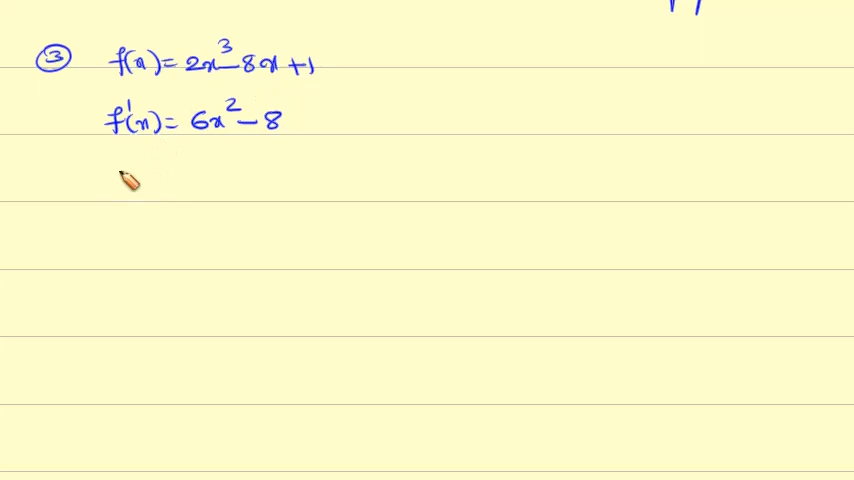 ③ f(x)= 2x³-8x+1
f'(x)= 6x²-8